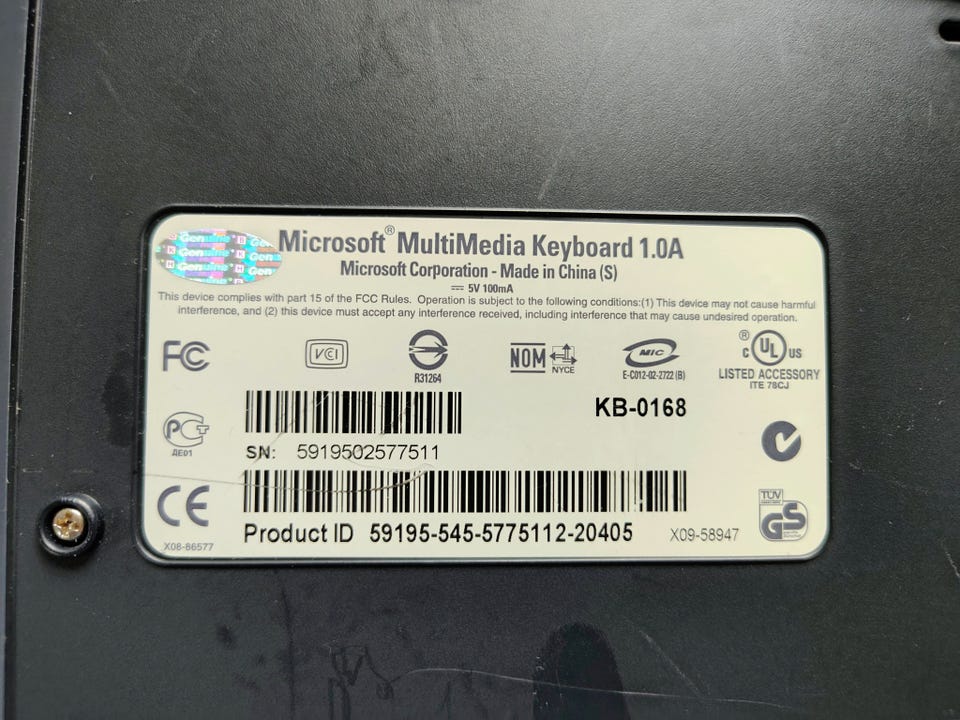 Genuine
Genuine
Microsoft® MultiMedia Keyboard 1.0A
Microsoft Corporation - Made in China (S)
5V 100mA
This device complies with part 15 of the FCC Rules. Operation is subject to the following conditions:(1) This device may not cause harmful
interference, and (2) this device must accept any interference received, including interference that may cause undesired operation.
FC
VCI
R31264
NOM
NYCE
MIC
E-C012-02-2722 (B)
® c UL US
LISTED ACCESSORY
ITE 78CJ
KB-0168
АЕ01
SN: 5919502577511
CE
Product ID 59195-545-5775112-20405
X08-86577
X09-58947
TÜV
GS